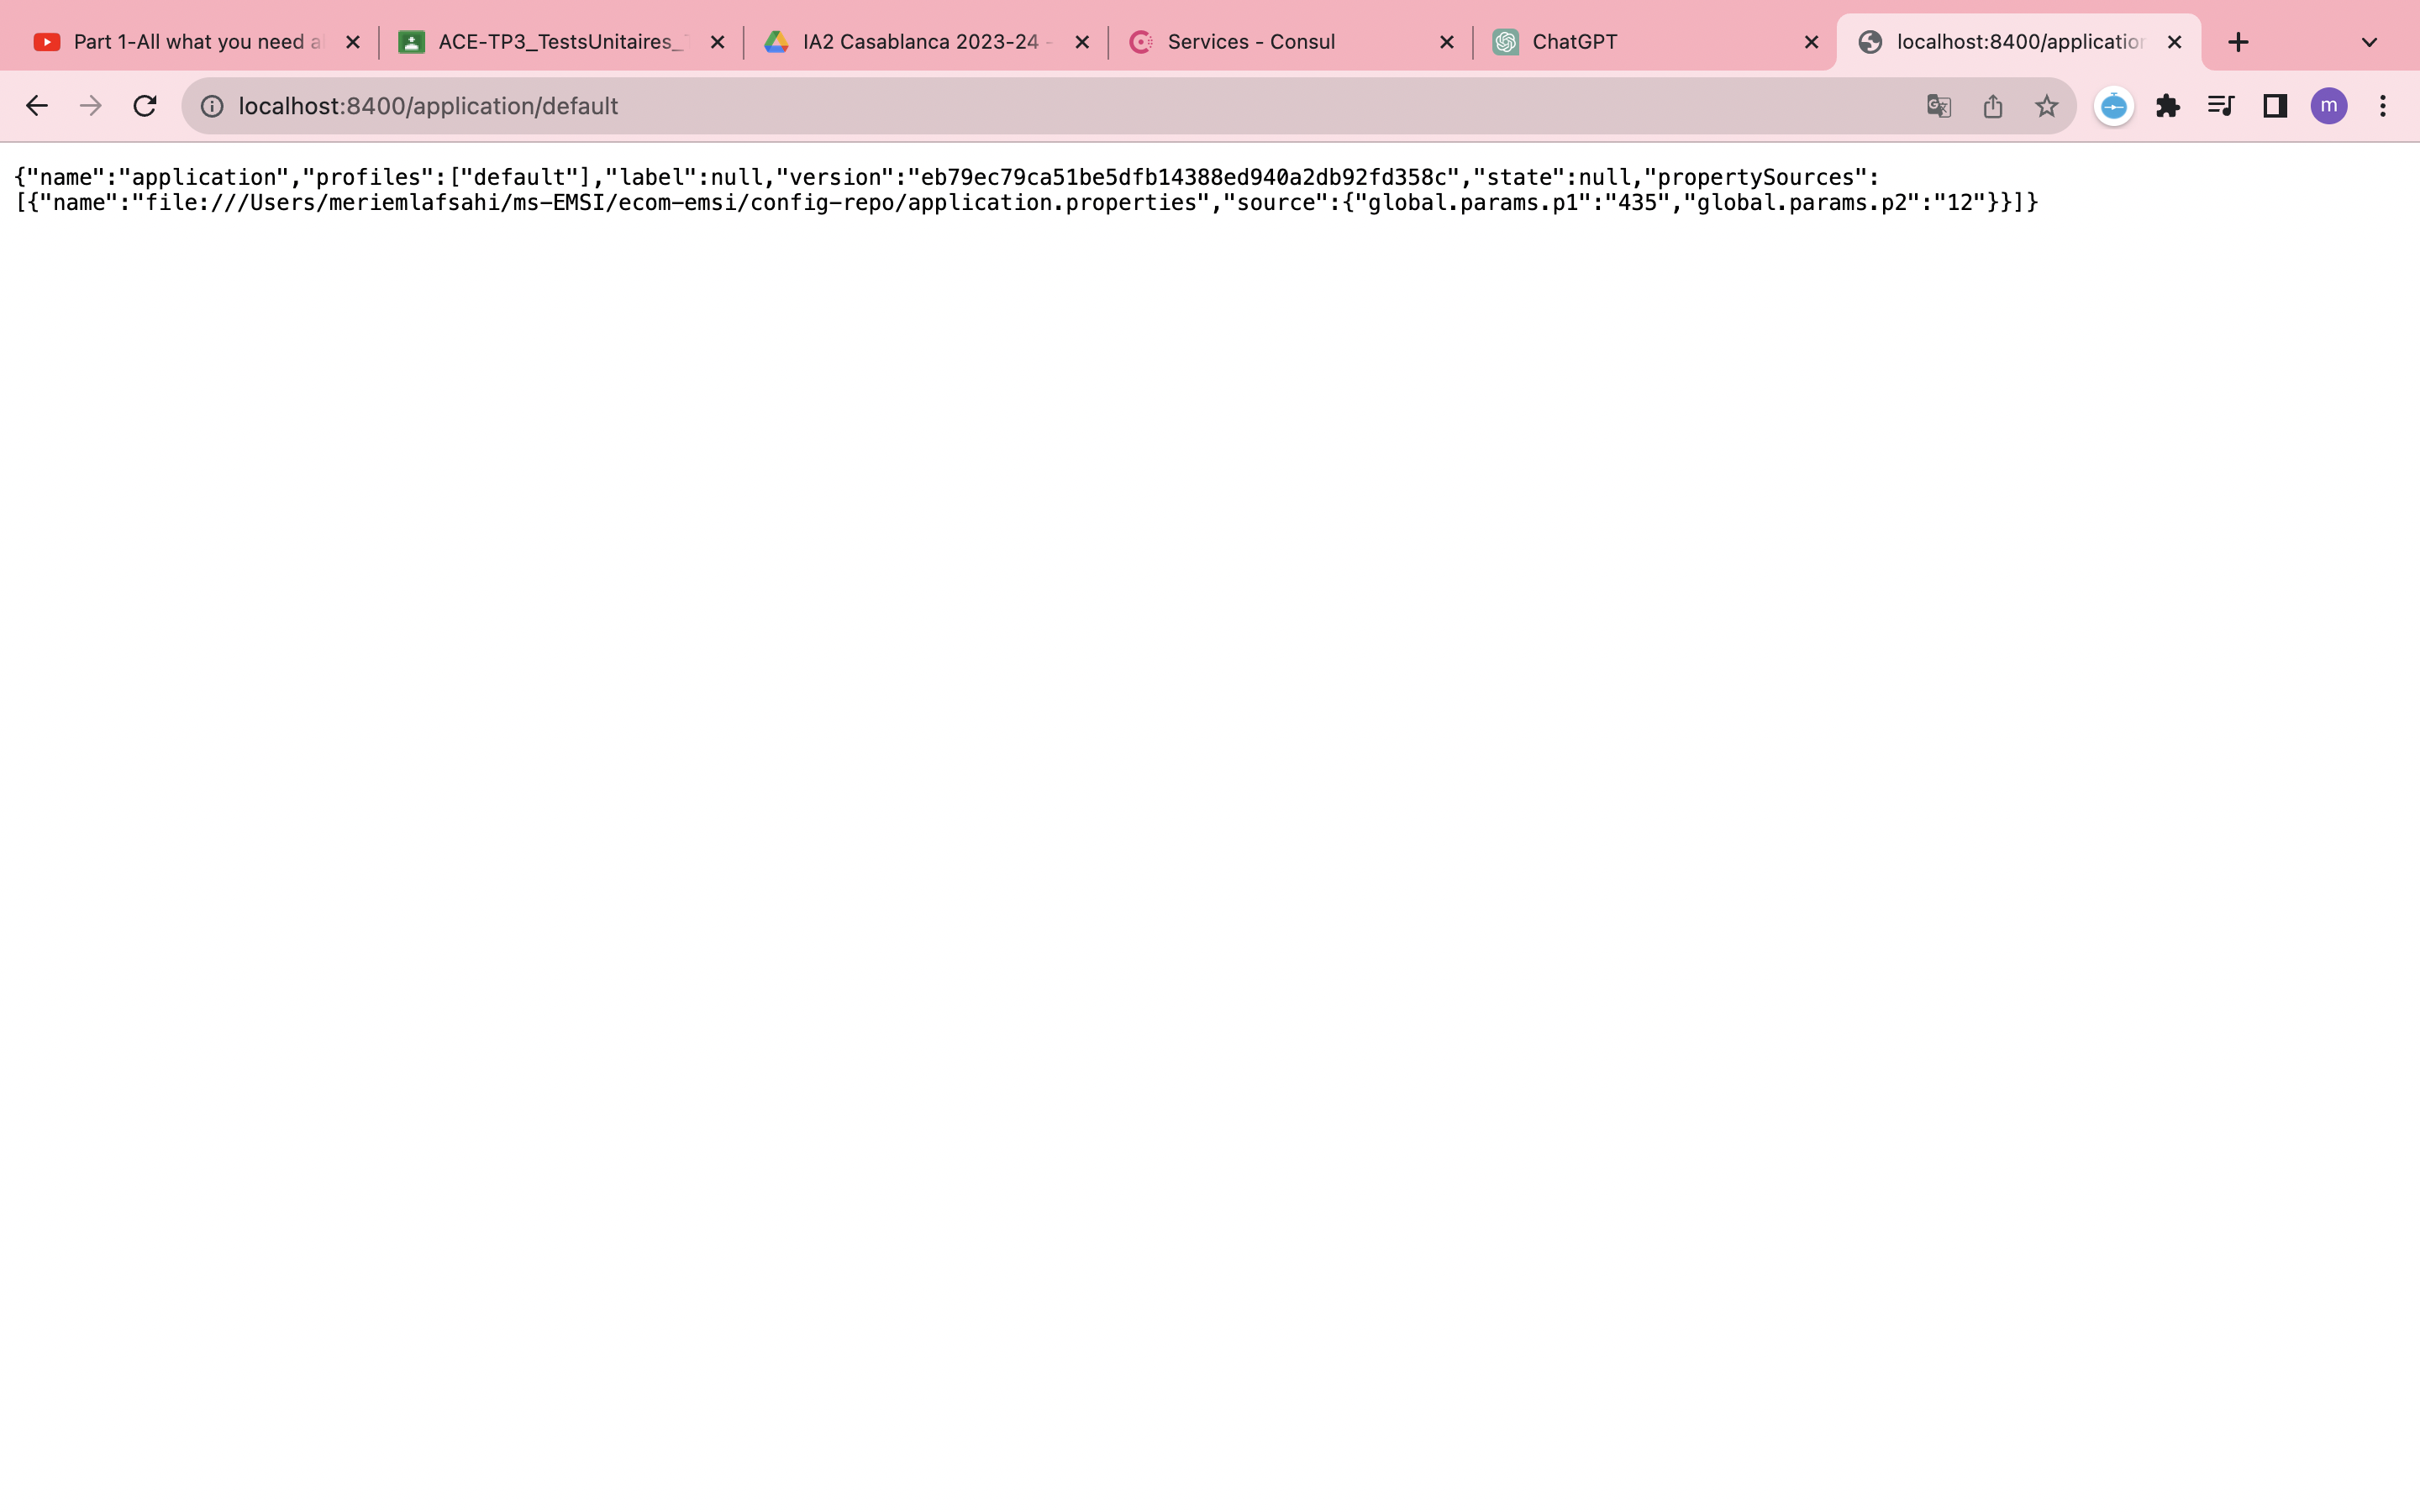 Part 1-All what you need a
ACE-TP3_TestsUnitaires_
IA2 Casablanca 2023-24 -
Services - Consul
ChatGPT
localhost:8400/application
localhost:8400/application/default
m
{"name":"application","profiles":["default"],"label":null,"version":"eb79ec79ca51be5dfb14388ed940a2db92fd358c","state":null,"propertySources":
[{"name":"file:///Users/meriemlafsahi/ms-EMSI/ecom-emsi/config-repo/application.properties","source":{"global.params.p1":"435","global.params.p2":"12"}}]}